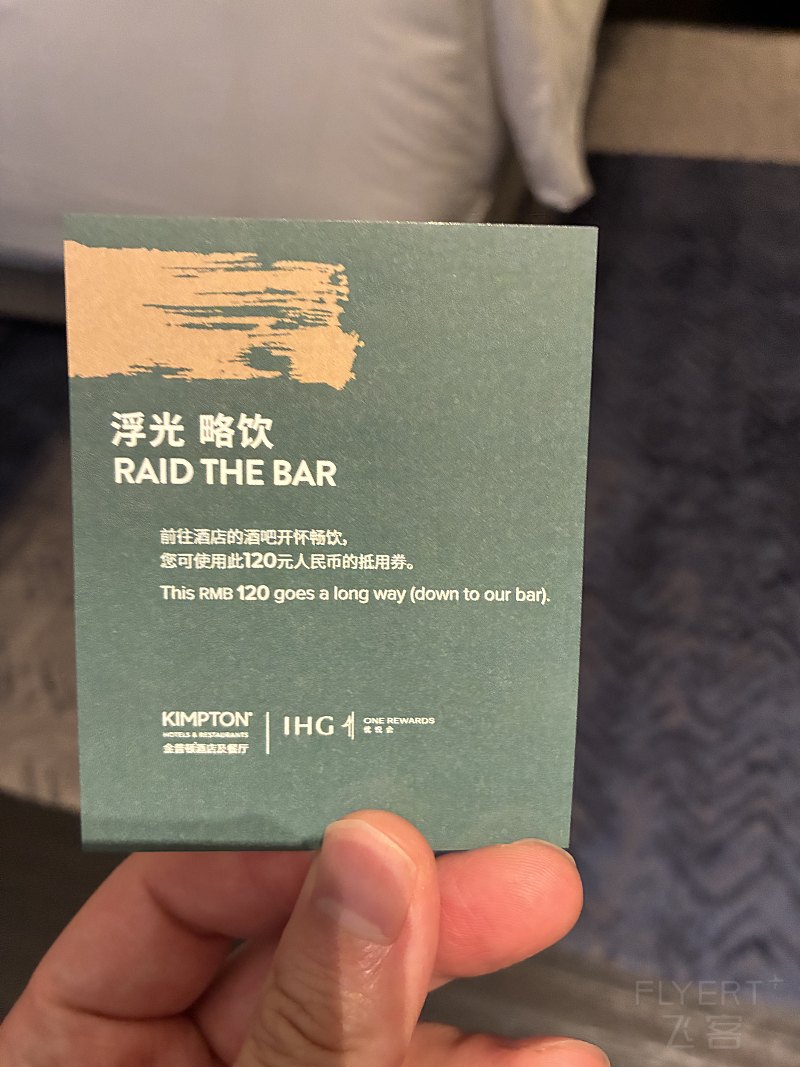 浮光 略饮
RAID THE BAR
前往酒店的酒吧开怀畅饮,
您可使用此120元人民币的抵用券。
This RMB 120 goes a long way (down to our bar).
KIMPTON
HOTELS & RESTAURANTS
金普顿酒店及餐厅
IHG
ONE REWARDS
优悦会
FLYERT
飞客